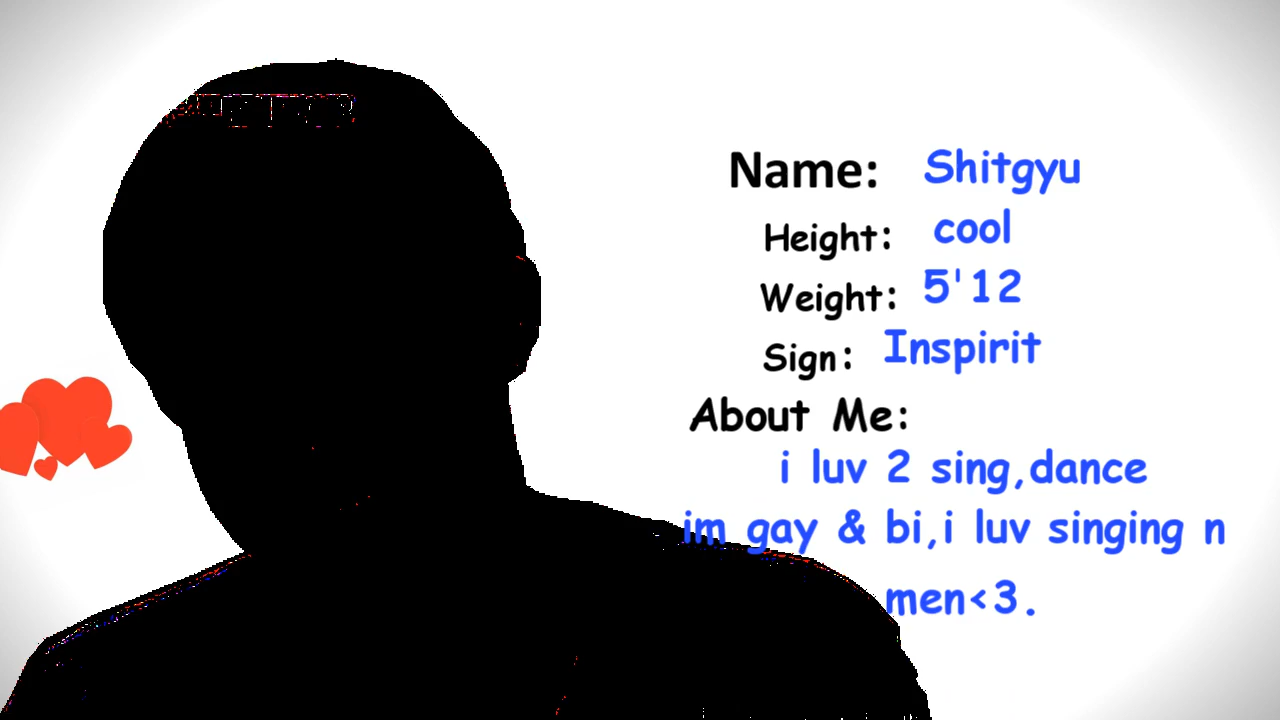 Name: Shitgyu
Height: cool
Weight: 5'12
Sign: Inspirit
About Me:
i luv 2 sing,dance
im gay & bi,i luv singing n
men<3.